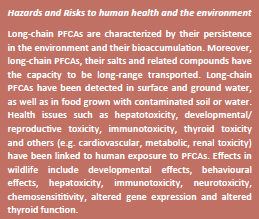 Hazards and Risks to human health and the environment
Long-chain PFCAs are characterized by their persistence
in the environment and their bioaccumulation. Moreover,
long-chain PFCAs, their salts and related compounds have
the capacity to be long-range transported. Long-chain
PFCAs have been detected in surface and ground water,
as well as in food grown with contaminated soil or water.
Health issues such as hepatotoxicity, developmental/
reproductive toxicity, immunotoxicity, thyroid toxicity
and others (e.g. cardiovascular, metabolic, renal toxicity)
have been linked to human exposure to PFCAs. Effects in
wildlife include developmental effects, behavioural
effects, hepatoxicity, immunotoxicity, neurotoxicity,
chemosensititivity, altered gene expression and altered
thyroid function.